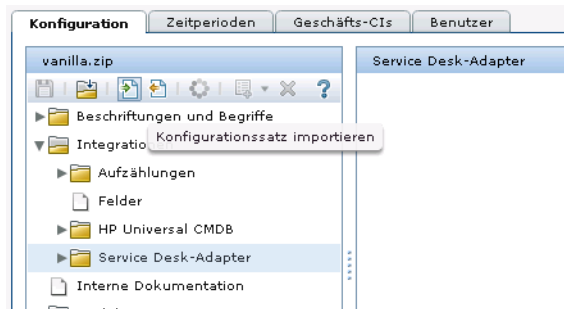 Konfiguration Zeitperioden Geschäfts-CIs Benutzer
vanilla.zip Service Desk-Adapter
?
Beschriftungen und Begriffe
Konfigurationssatz importieren
Aufzählungen
Felder
HP Universal CMDB
Service Desk-Adapter
Interne Dokumentation